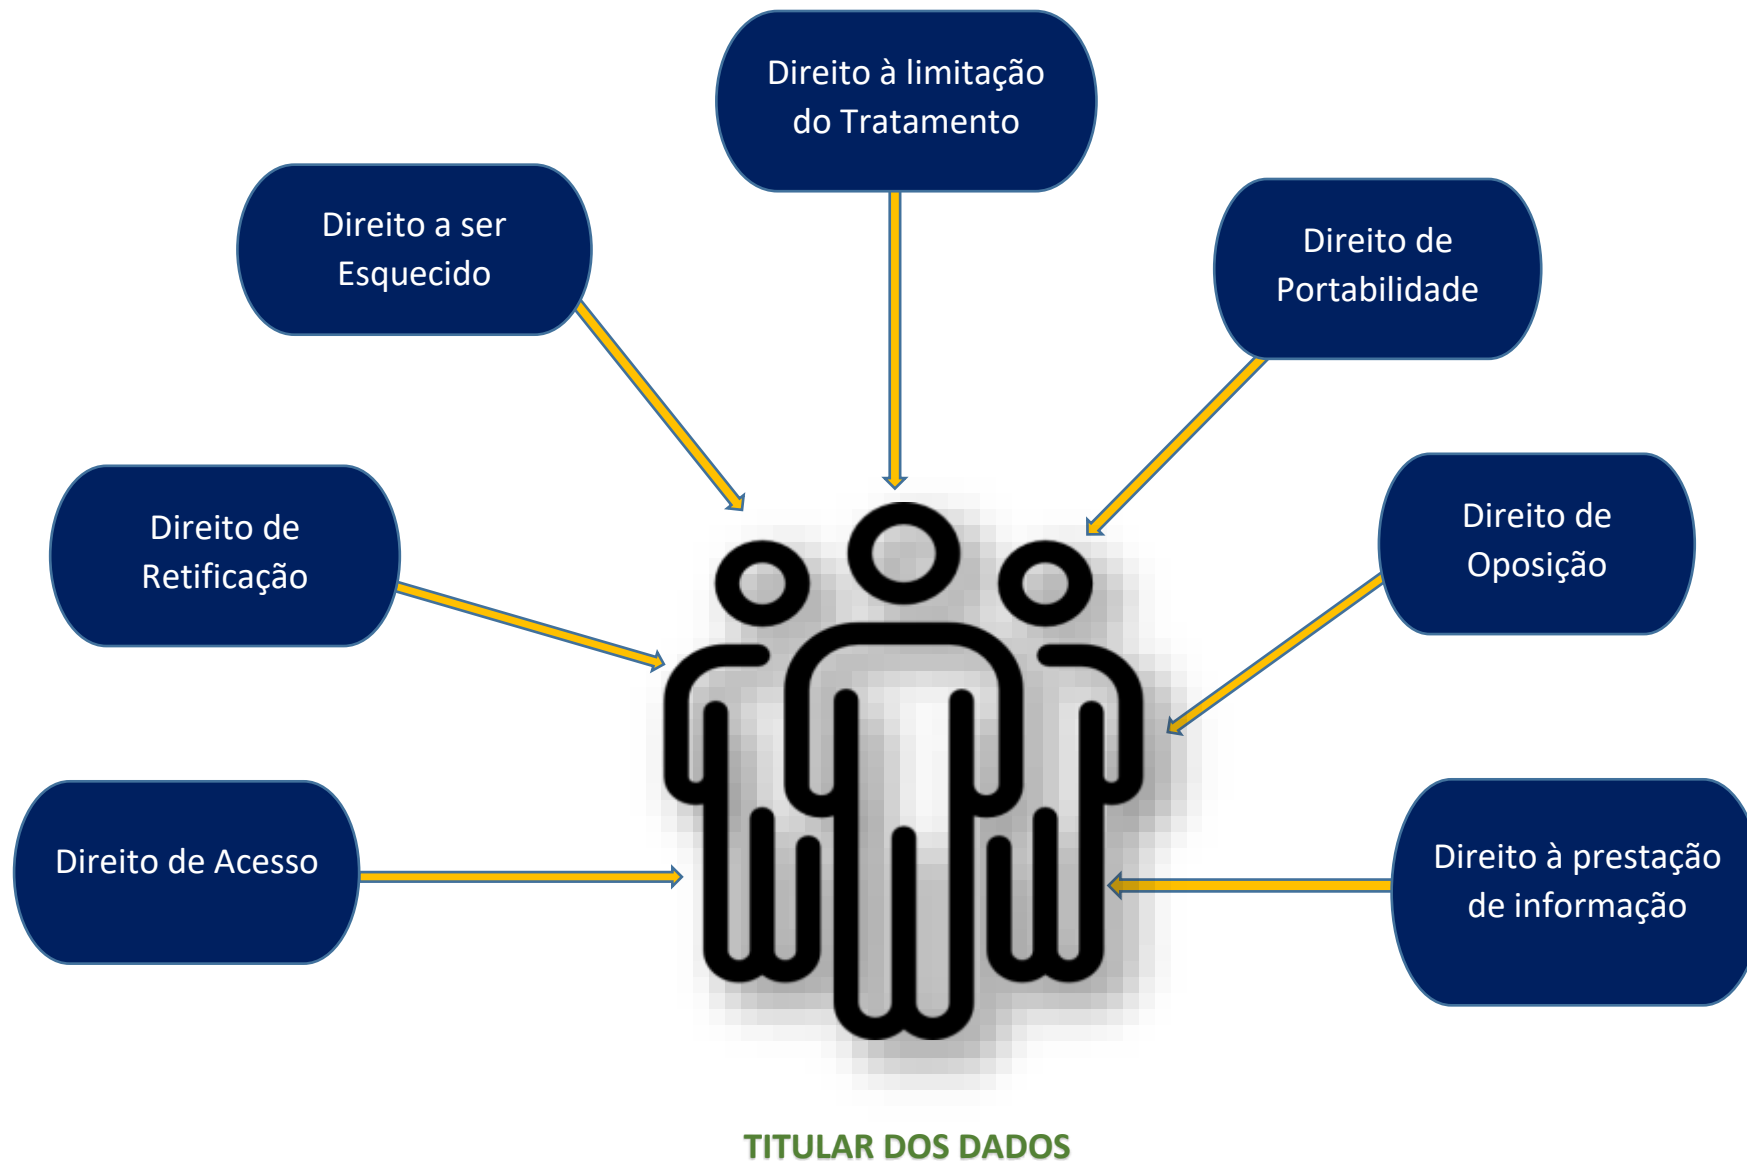 Direito à limitação
do Tratamento
Direito a ser
Esquecido
Direito de
Portabilidade
Direito de
Retificação
Direito de
Oposição
Direito de Acesso
Direito à prestação
de informação
TITULAR DOS DADOS